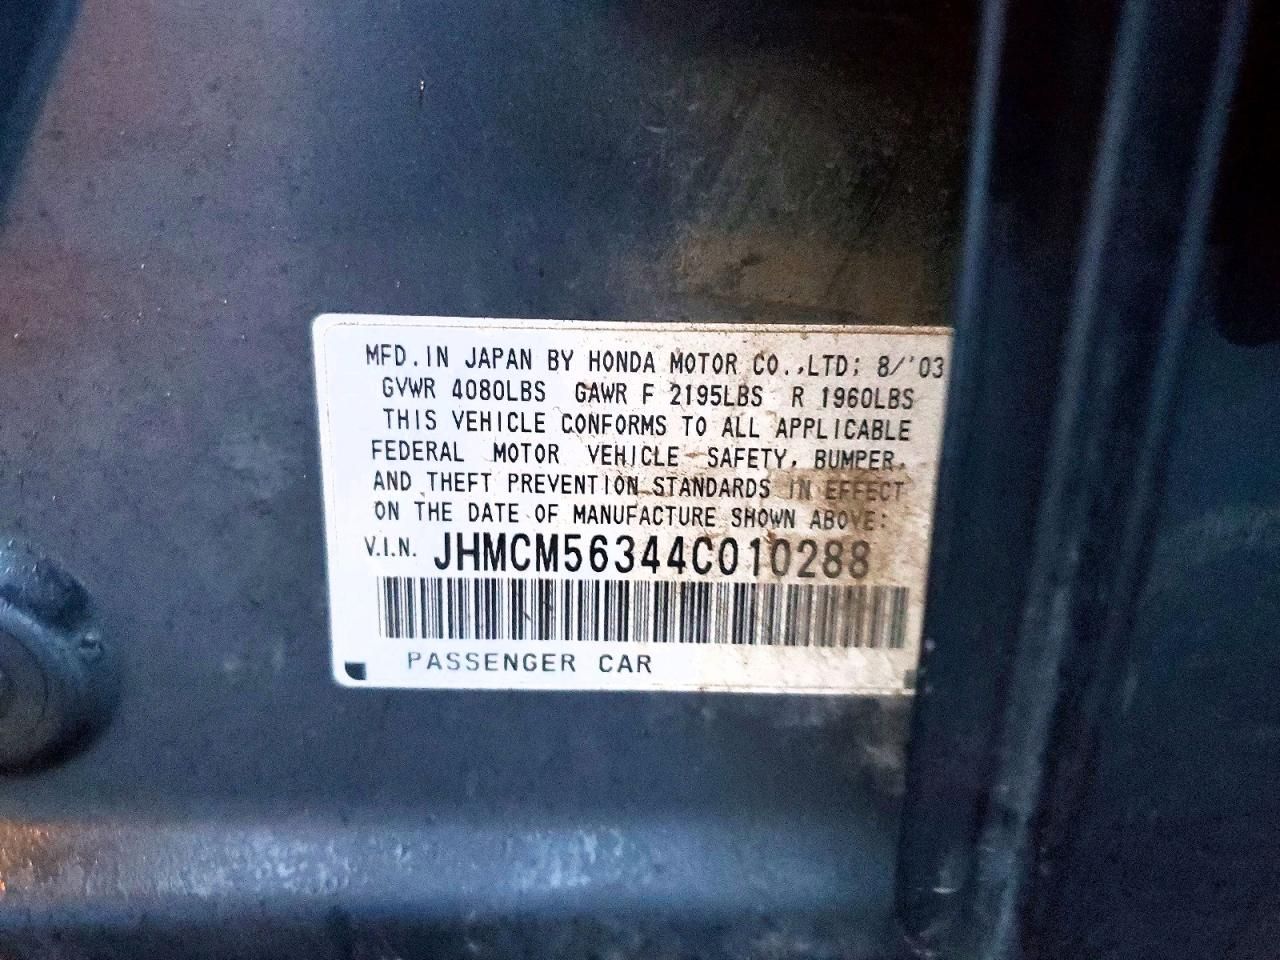 MFD. IN JAPAN BY HONDA MOTOR CO.,LTD; 8/'03
GVWR 4080LBS GAWR F 2195LBS R 1960LBS
THIS VEHICLE CONFORMS TO ALL APPLICABLE
FEDERAL MOTOR VEHICLE SAFETY, BUMPER,
AND THEFT PREVENTION STANDARDS IN EFFECT
ON THE DATE OF MANUFACTURE SHOWN ABOVE:
V.I.N. JHMCM56344C010288
PASSENGER CAR